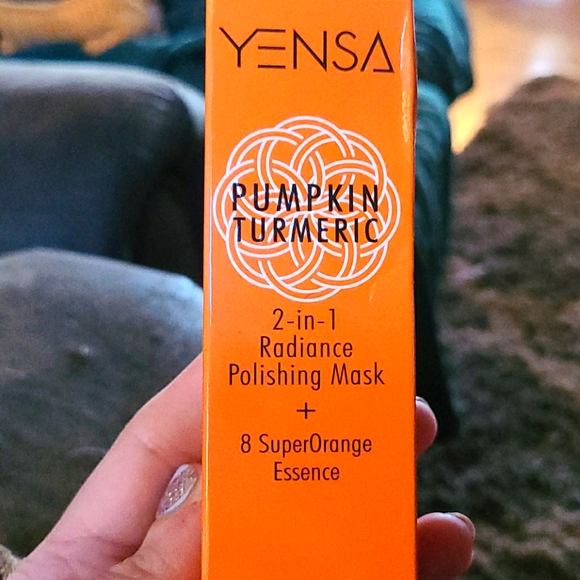 YENSA
PUMPKIN
TURMERIC
2-in-1
Radiance
Polishing Mask
+
8 SuperOrange
Essence